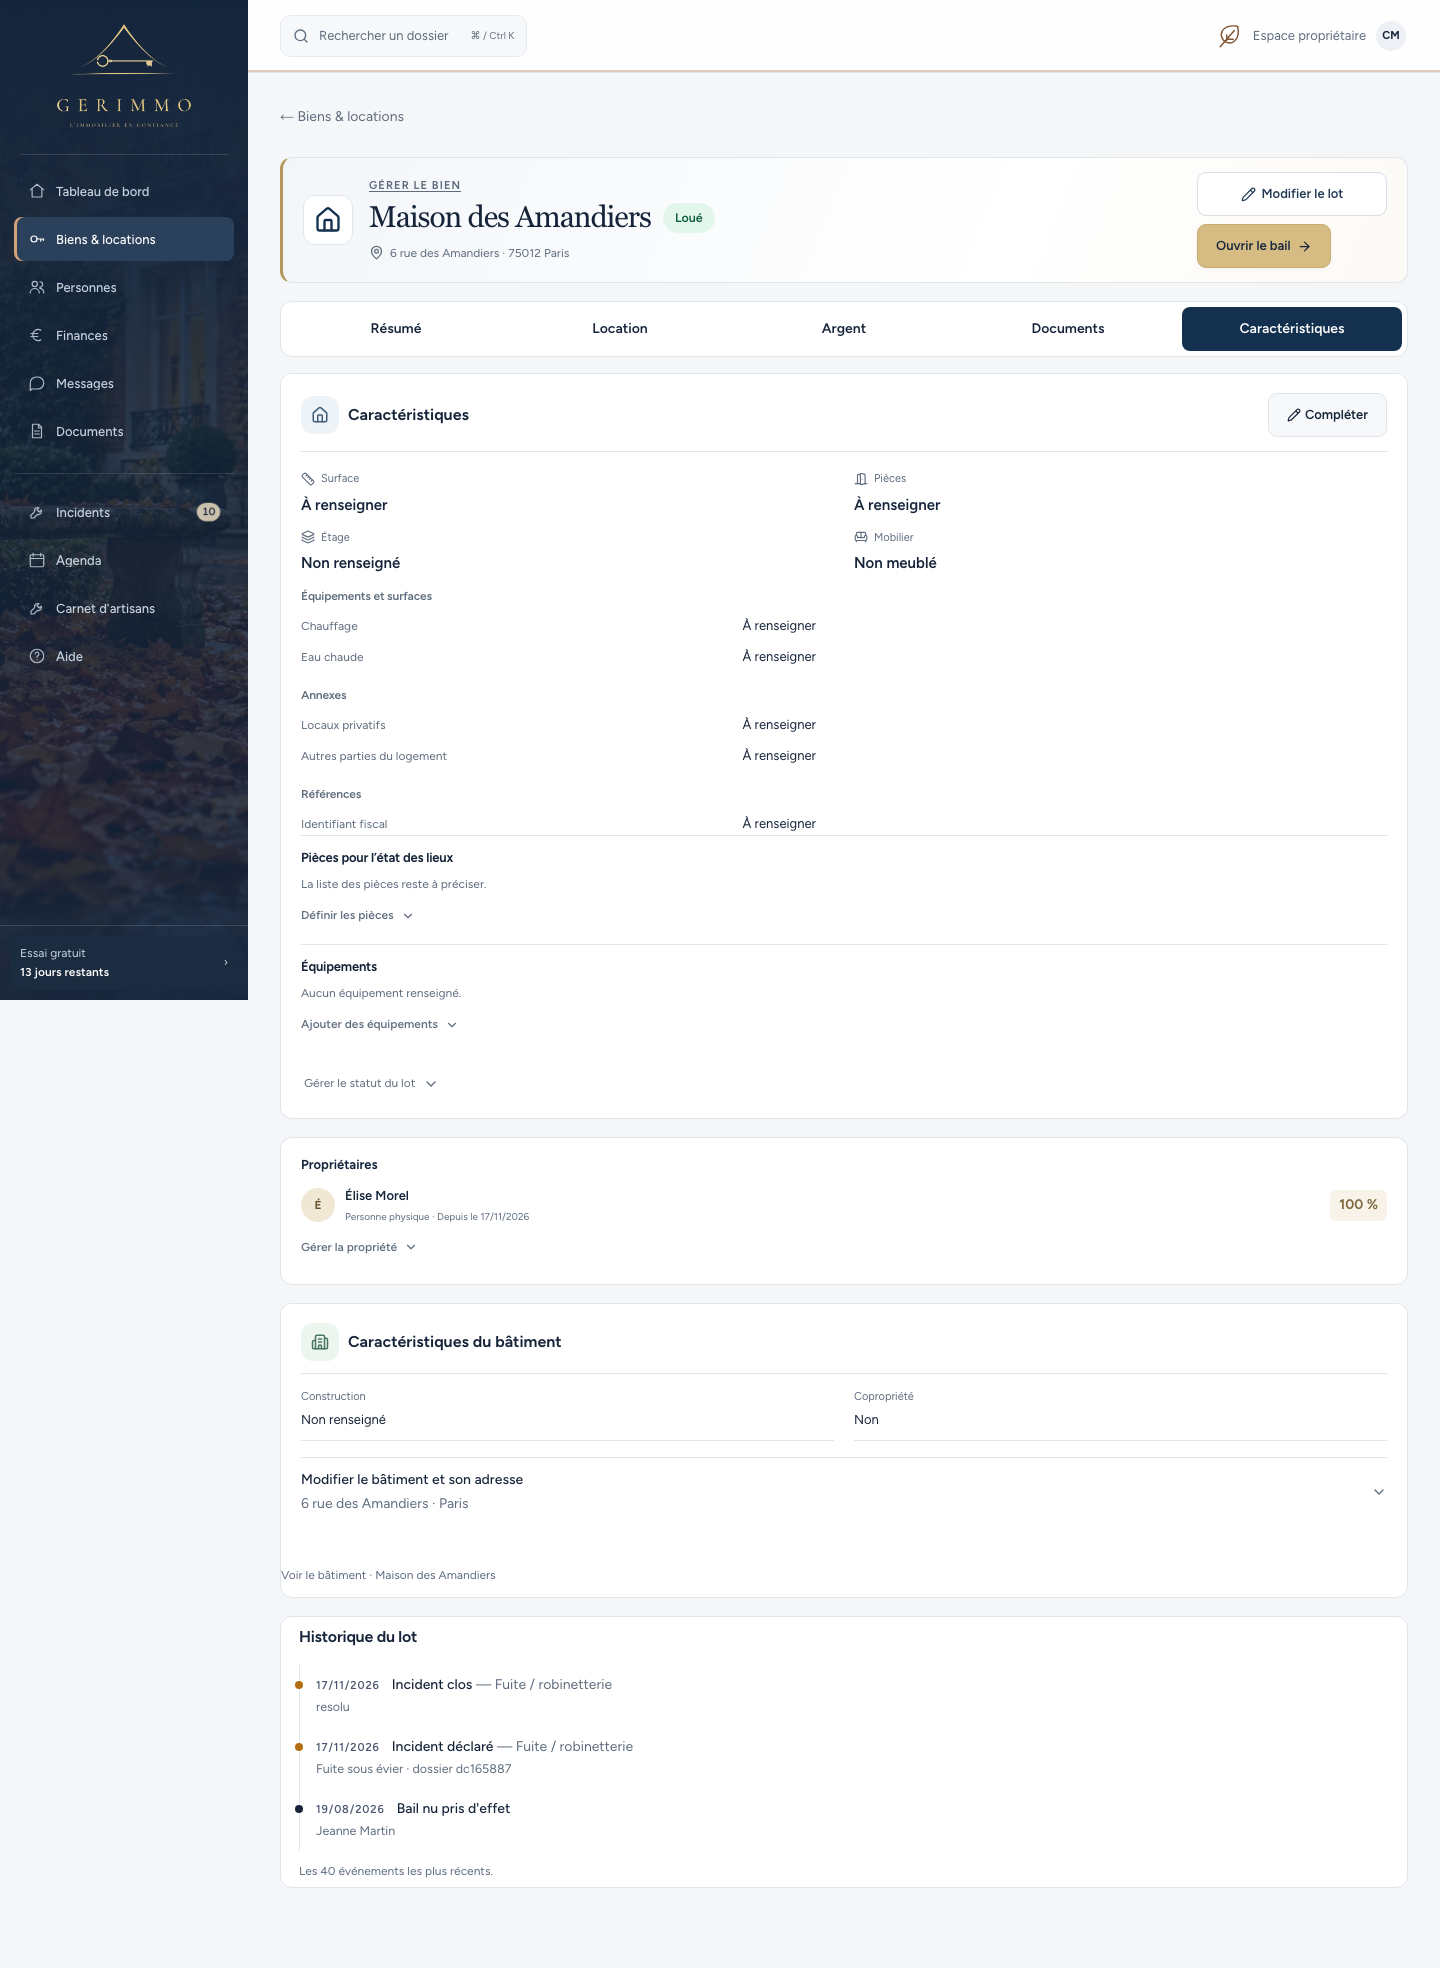 GERIMMO
L'IMMOBILIER EN CONFIANCE
Tableau de bord
Biens & locations
Personnes
Finances
Messages
Documents
Incidents 10
Agenda
Carnet d'artisans
Aide
Essai gratuit
13 jours restants
Rechercher un dossier ⌘ / Ctrl K
Espace propriétaire CM
← Biens & locations
GÉRER LE BIEN
Maison des Amandiers Loué
6 rue des Amandiers · 75012 Paris
Modifier le lot
Ouvrir le bail →
Résumé Location Argent Documents Caractéristiques
Caractéristiques Compléter
Surface Pièces
À renseigner À renseigner
Étage Mobilier
Non renseigné Non meublé
Équipements et surfaces
Chauffage À renseigner
Eau chaude À renseigner
Annexes
Locaux privatifs À renseigner
Autres parties du logement À renseigner
Références
Identifiant fiscal À renseigner
Pièces pour l’état des lieux
La liste des pièces reste à préciser.
Définir les pièces
Équipements
Aucun équipement renseigné.
Ajouter des équipements
Gérer le statut du lot
Propriétaires
É Élise Morel 100 %
Personne physique · Depuis le 17/11/2026
Gérer la propriété
Caractéristiques du bâtiment
Construction Copropriété
Non renseigné Non
Modifier le bâtiment et son adresse
6 rue des Amandiers · Paris
Voir le bâtiment · Maison des Amandiers
Historique du lot
17/11/2026 Incident clos — Fuite / robinetterie
resolu
17/11/2026 Incident déclaré — Fuite / robinetterie
Fuite sous évier · dossier dc165887
19/08/2026 Bail nu pris d'effet
Jeanne Martin
Les 40 événements les plus récents.